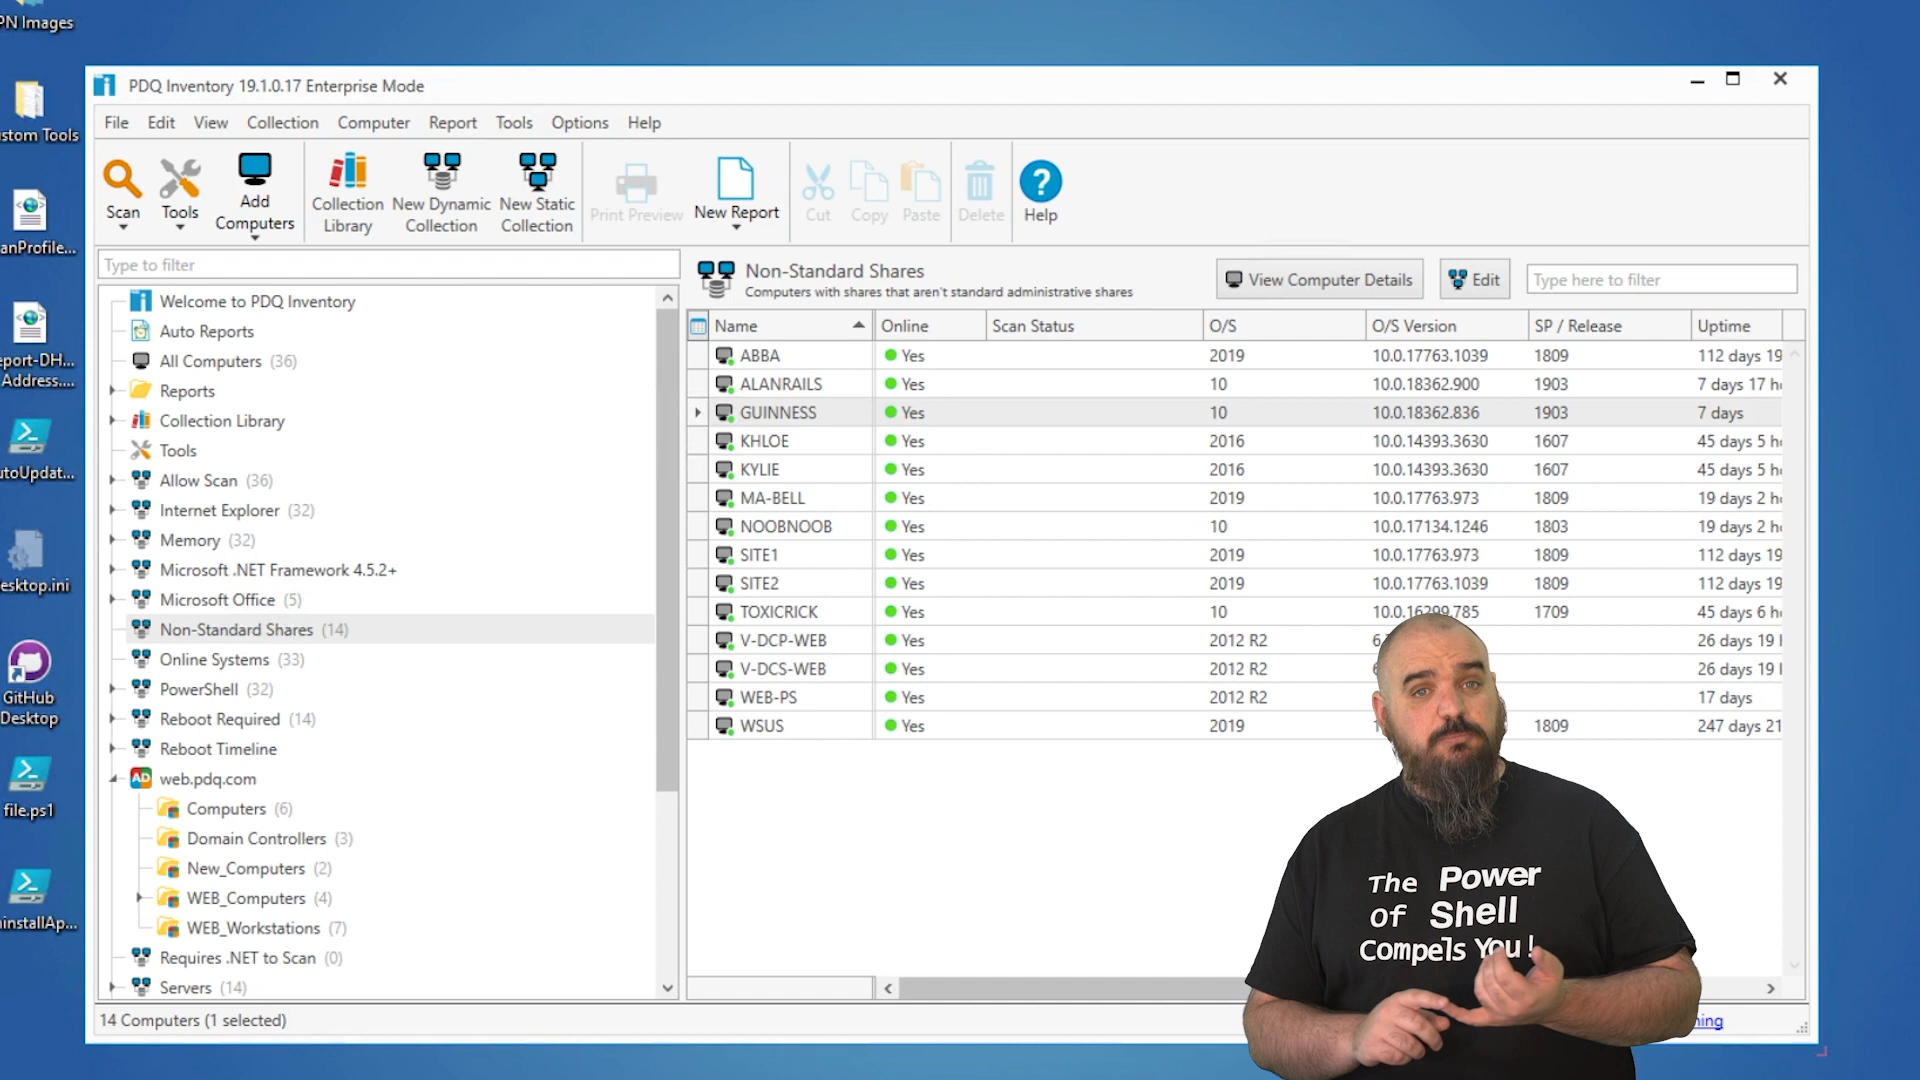 PN Images
stom Tools
anProfile...
eport-DH...
Address....
utoUpdat...
esktop.ini
GitHub
Desktop
file.ps1
ninstallAp...
PDQ Inventory 19.1.0.17 Enterprise Mode
File Edit View Collection Computer Report Tools Options Help
Scan
Tools
Add
Computers
Collection
Library
New Dynamic
Collection
New Static
Collection
Print Preview
New Report
Cut
Copy
Paste
Delete
Help
Type to filter
Welcome to PDQ Inventory
Auto Reports
All Computers (36)
Reports
Collection Library
Tools
Allow Scan (36)
Internet Explorer (32)
Memory (32)
Microsoft .NET Framework 4.5.2+
Microsoft Office (5)
Non-Standard Shares (14)
Online Systems (33)
PowerShell (32)
Reboot Required (14)
Reboot Timeline
AD web.pdq.com
Computers (6)
Domain Controllers (3)
New_Computers (2)
WEB_Computers (4)
WEB_Workstations (7)
Requires .NET to Scan (0)
Servers (14)
Non-Standard Shares
Computers with shares that aren't standard administrative shares
View Computer Details
Edit
Type here to filter
Name Online Scan Status O/S O/S Version SP / Release Uptime
ABBA Yes 2019 10.0.17763.1039 1809 112 days 19
ALANRAILS Yes 10 10.0.18362.900 1903 7 days 17 h
GUINNESS Yes 10 10.0.18362.836 1903 7 days
KHLOE Yes 2016 10.0.14393.3630 1607 45 days 5 h
KYLIE Yes 2016 10.0.14393.3630 1607 45 days 5 h
MA-BELL Yes 2019 10.0.17763.973 1809 19 days 2 h
NOOBNOOB Yes 10 10.0.17134.1246 1803 19 days 2 h
SITE1 Yes 2019 10.0.17763.973 1809 112 days 19
SITE2 Yes 2019 10.0.17763.1039 1809 112 days 19
TOXICRICK Yes 10 10.0.16299.785 1709 45 days 6 h
V-DCP-WEB Yes 2012 R2 6 26 days 19 h
V-DCS-WEB Yes 2012 R2 26 days 19 h
WEB-PS Yes 2012 R2 17 days
WSUS Yes 2019 1809 247 days 21
The Power
Of Shell
Compels You!
14 Computers (1 selected)
ning